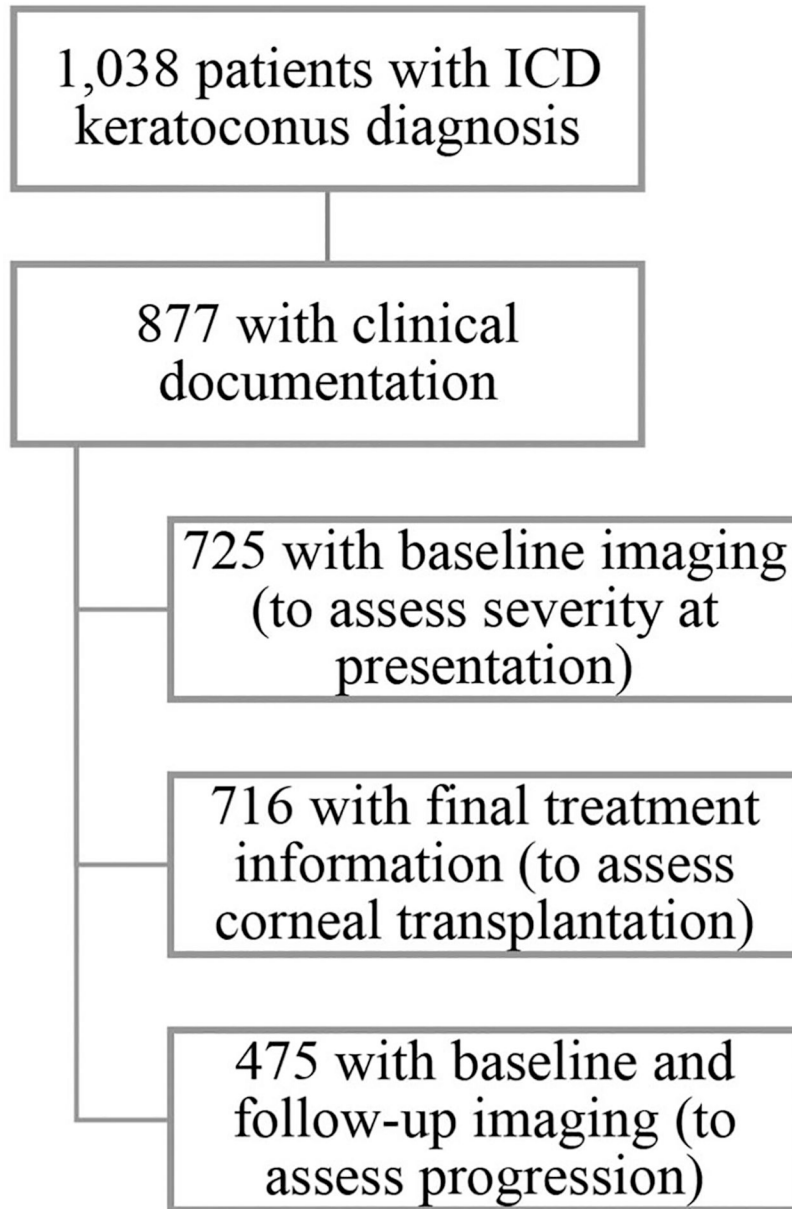 1,038 patients with ICD
keratoconus diagnosis
877 with clinical
documentation
725 with baseline imaging
(to assess severity at
presentation)
716 with final treatment
information (to assess
corneal transplantation)
475 with baseline and
follow-up imaging (to
assess progression)